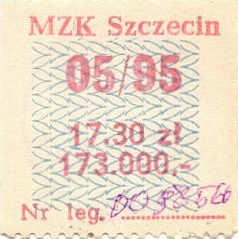 MZK Szczecin
05/95
17.30 zł
173.000,-
Nr leg.